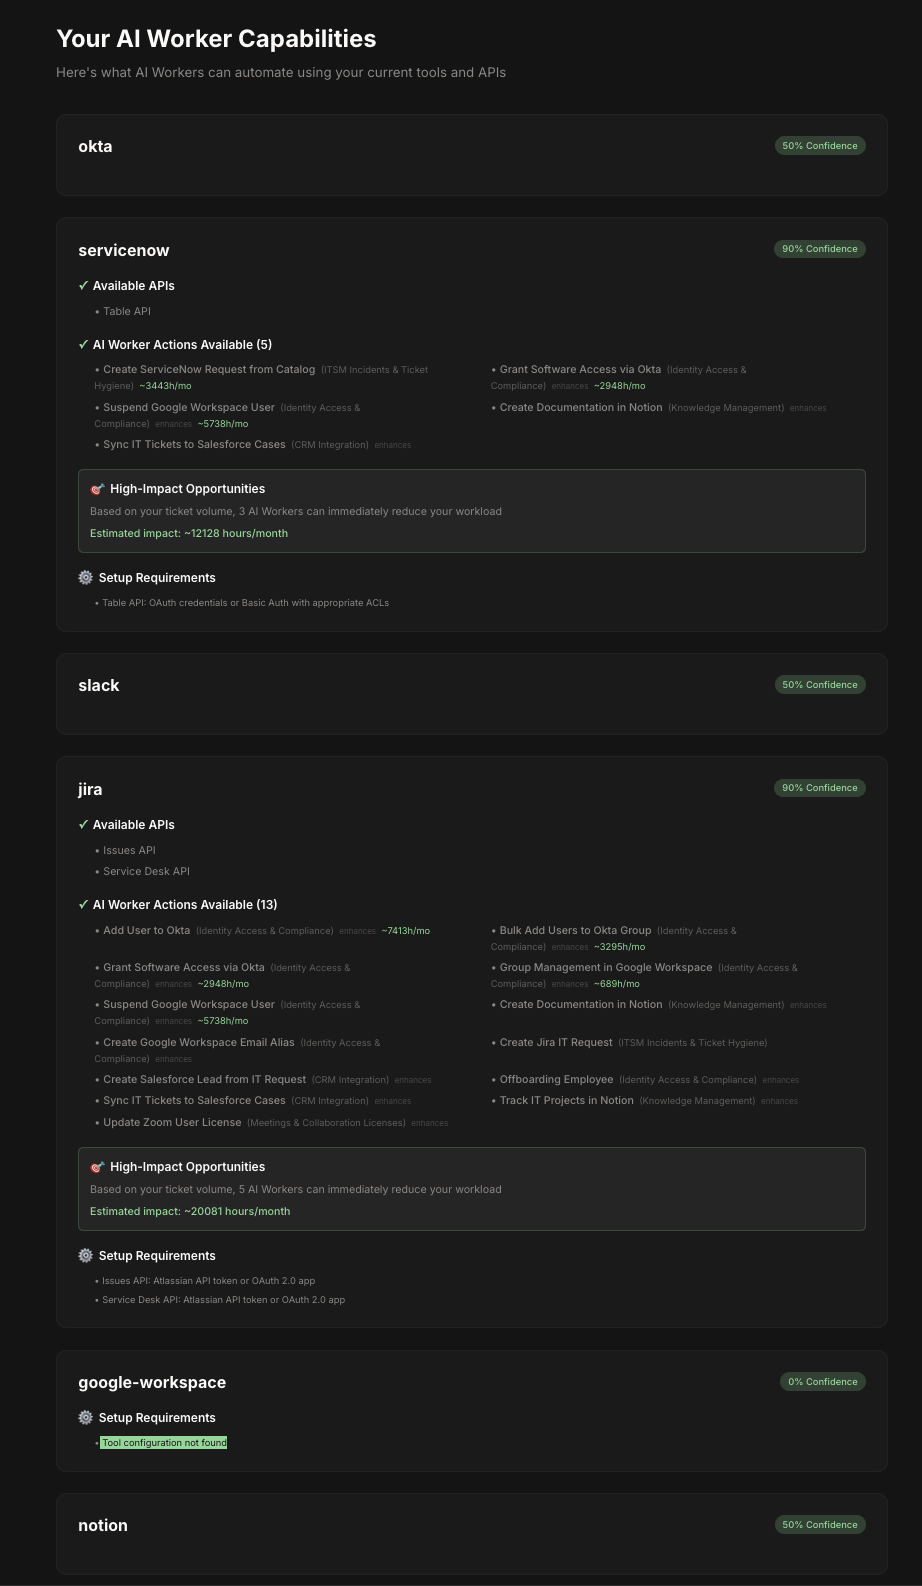 Your AI Worker Capabilities
Here's what AI Workers can automate using your current tools and APIs
okta
50% Confidence
servicenow
90% Confidence
✓ Available APIs
• Table API
✓ AI Worker Actions Available (5)
• Create ServiceNow Request from Catalog (ITSM Incidents & Ticket
Hygiene) ~3443h/mo
• Grant Software Access via Okta (Identity Access &
Compliance) enhances ~2948h/mo
• Suspend Google Workspace User (Identity Access &
Compliance) enhances ~5738h/mo
• Create Documentation in Notion (Knowledge Management) enhances
• Sync IT Tickets to Salesforce Cases (CRM Integration) enhances
🎯 High-Impact Opportunities
Based on your ticket volume, 3 AI Workers can immediately reduce your workload
Estimated impact: ~12128 hours/month
⚙️ Setup Requirements
• Table API: OAuth credentials or Basic Auth with appropriate ACLs
slack
50% Confidence
jira
90% Confidence
✓ Available APIs
• Issues API
• Service Desk API
✓ AI Worker Actions Available (13)
• Add User to Okta (Identity Access & Compliance) enhances ~7413h/mo
• Bulk Add Users to Okta Group (Identity Access &
Compliance) enhances ~3295h/mo
• Grant Software Access via Okta (Identity Access &
Compliance) enhances ~2948h/mo
• Group Management in Google Workspace (Identity Access &
Compliance) enhances ~689h/mo
• Suspend Google Workspace User (Identity Access &
Compliance) enhances ~5738h/mo
• Create Documentation in Notion (Knowledge Management) enhances
• Create Google Workspace Email Alias (Identity Access &
Compliance) enhances
• Create Jira IT Request (ITSM Incidents & Ticket Hygiene)
• Create Salesforce Lead from IT Request (CRM Integration) enhances
• Offboarding Employee (Identity Access & Compliance) enhances
• Sync IT Tickets to Salesforce Cases (CRM Integration) enhances
• Track IT Projects in Notion (Knowledge Management) enhances
• Update Zoom User License (Meetings & Collaboration Licenses) enhances
🎯 High-Impact Opportunities
Based on your ticket volume, 5 AI Workers can immediately reduce your workload
Estimated impact: ~20081 hours/month
⚙️ Setup Requirements
• Issues API: Atlassian API token or OAuth 2.0 app
• Service Desk API: Atlassian API token or OAuth 2.0 app
google-workspace
0% Confidence
⚙️ Setup Requirements
• Tool configuration not found
notion
50% Confidence